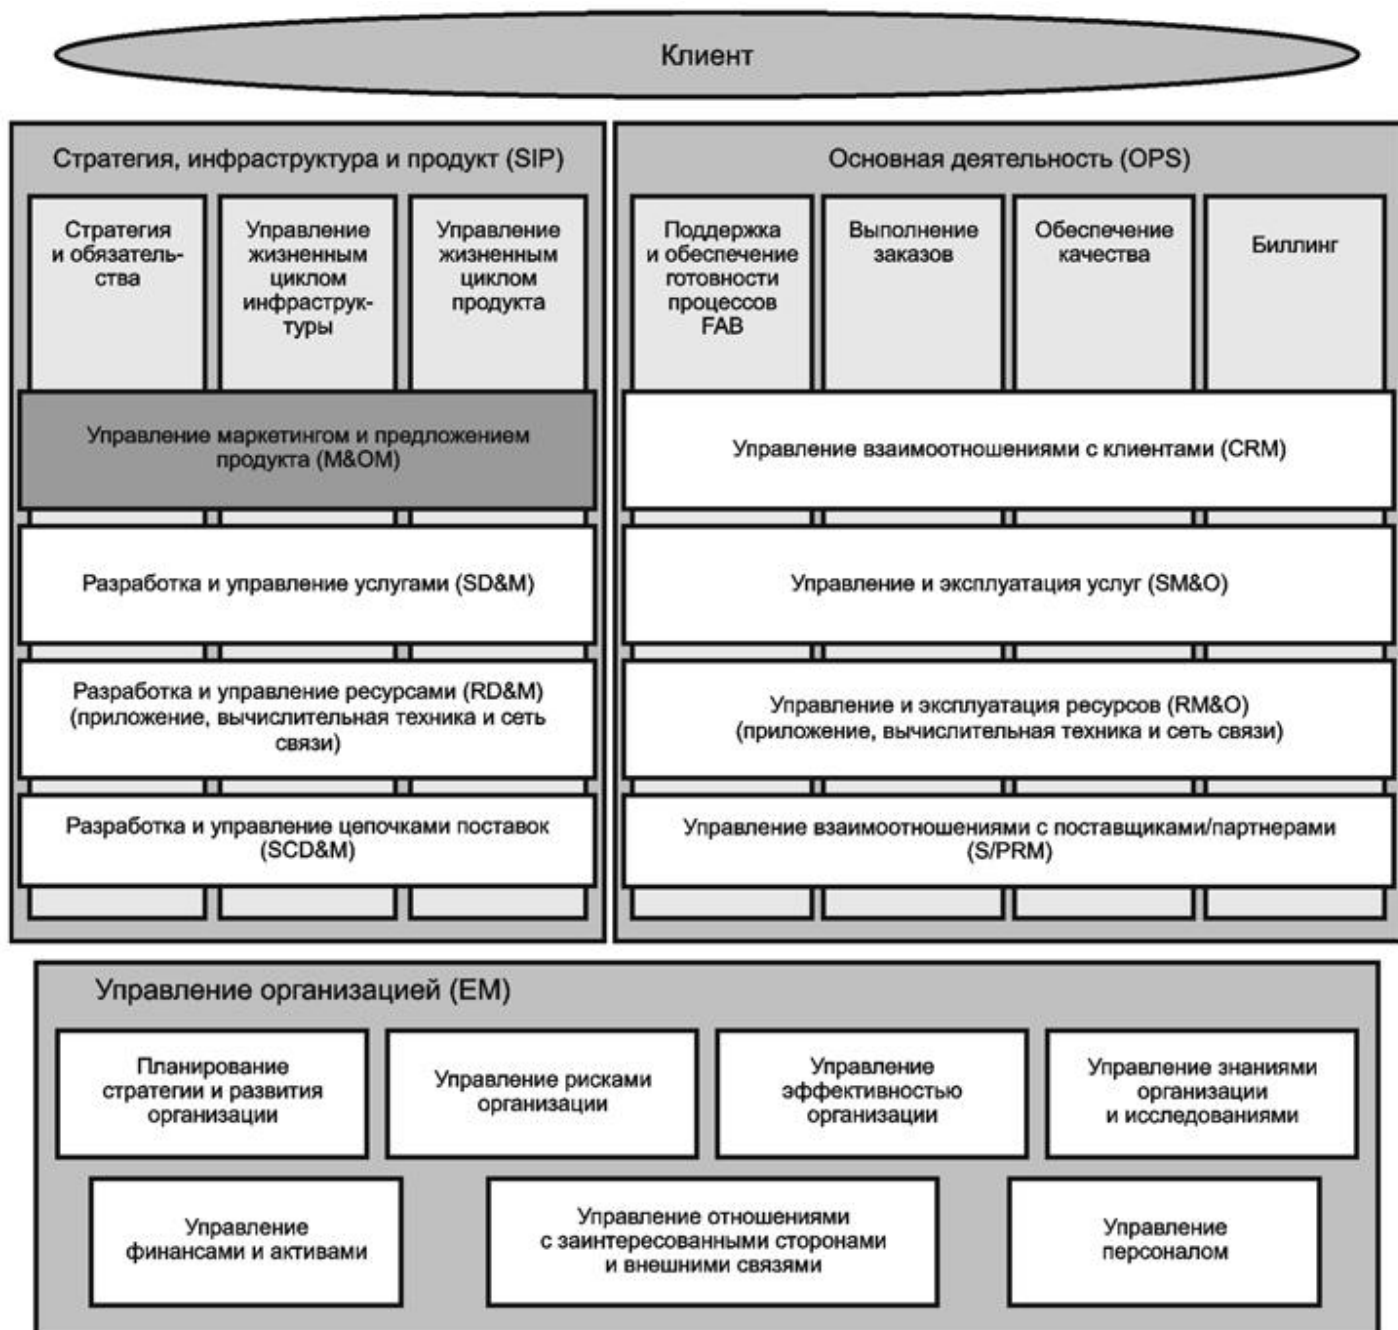 Клиент
Стратегия, инфраструктура и продукт (SIP)
Стратегия
и обязатель-
ства
Управление
жизненным
циклом
инфраструк-
туры
Управление
жизненным
циклом
продукта
Управление маркетингом и предложением
продукта (M&OM)
Разработка и управление услугами (SD&M)
Разработка и управление ресурсами (RD&M)
(приложение, вычислительная техника и сеть
связи)
Разработка и управление цепочками поставок
(SCD&M)
Основная деятельность (OPS)
Поддержка
и обеспечение
готовности
процессов
FAB
Выполнение
заказов
Обеспечение
качества
Биллинг
Управление взаимоотношениями с клиентами (CRM)
Управление и эксплуатация услуг (SM&O)
Управление и эксплуатация ресурсов (RM&O)
(приложение, вычислительная техника и сеть связи)
Управление взаимоотношениями с поставщиками/партнерами
(S/PRM)
Управление организацией (EM)
Планирование
стратегии и развития
организации
Управление рисками
организации
Управление
эффективностью
организации
Управление знаниями
организации
и исследованиями
Управление
финансами и активами
Управление отношениями
с заинтересованными сторонами
и внешними связями
Управление
персоналом